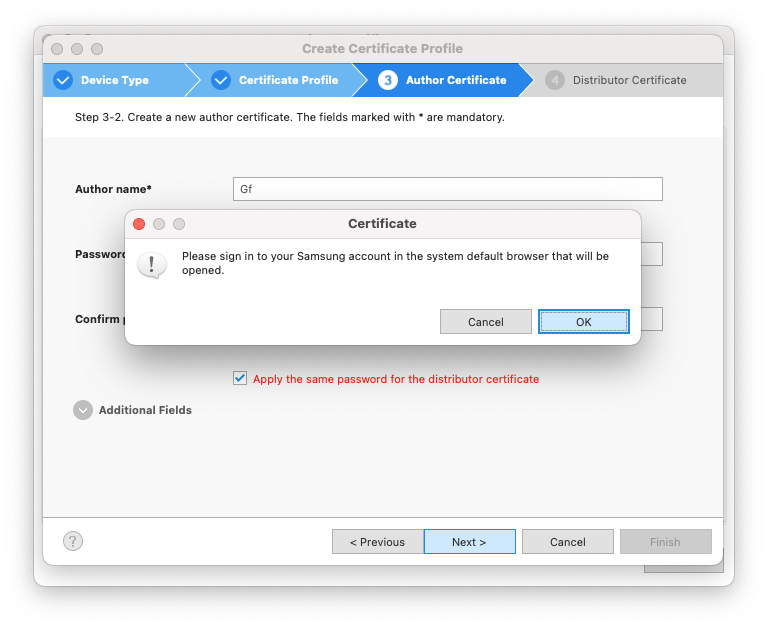 Create Certificate Profile
Device Type
Certificate Profile
3 Author Certificate
4 Distributor Certificate
Step 3-2. Create a new author certificate. The fields marked with * are mandatory.
Author name*
Gf
Certificate
Please sign in to your Samsung account in the system default browser that will be
opened.
Password
Cancel
OK
Confirm
Apply the same password for the distributor certificate
Additional Fields
?
< Previous
Next >
Cancel
Finish